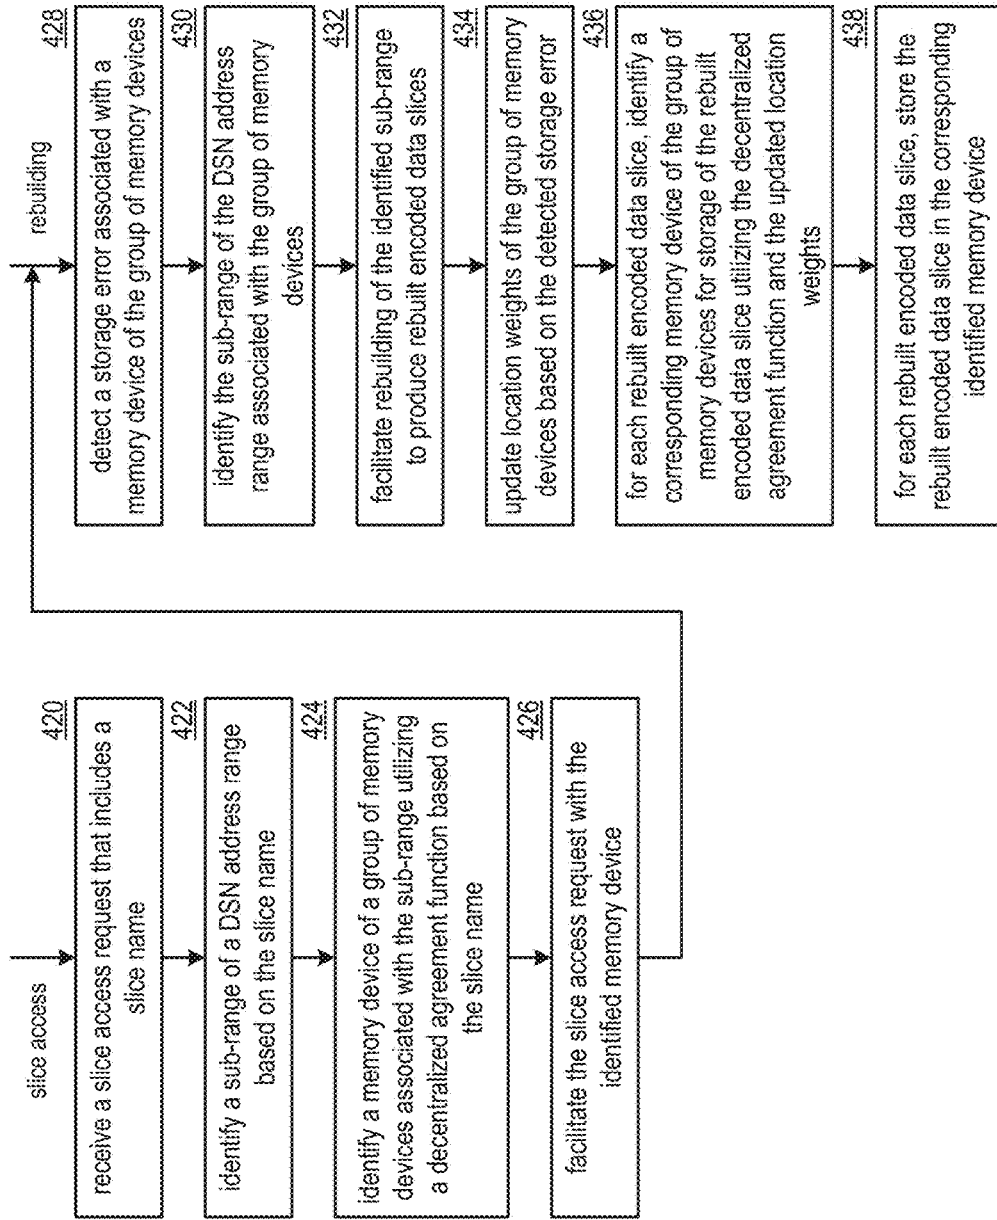 slice access
420
receive a slice access request that includes a
slice name
422
identify a sub-range of a DSN address range
based on the slice name
424
identify a memory device of a group of memory
devices associated with the sub-range utilizing
a decentralized agreement function based on
the slice name
426
facilitate the slice access request with the
identified memory device
rebuilding
428
detect a storage error associated with a
memory device of the group of memory devices
430
identify the sub-range of the DSN address
range associated with the group of memory
devices
432
facilitate rebuilding of the identified sub-range
to produce rebuilt encoded data slices
434
update location weights of the group of memory
devices based on the detected storage error
436
for each rebuilt encoded data slice, identify a
corresponding memory device of the group of
memory devices for storage of the rebuilt
encoded data slice utilizing the decentralized
agreement function and the updated location
weights
438
for each rebuilt encoded data slice, store the
rebuilt encoded data slice in the corresponding
identified memory device